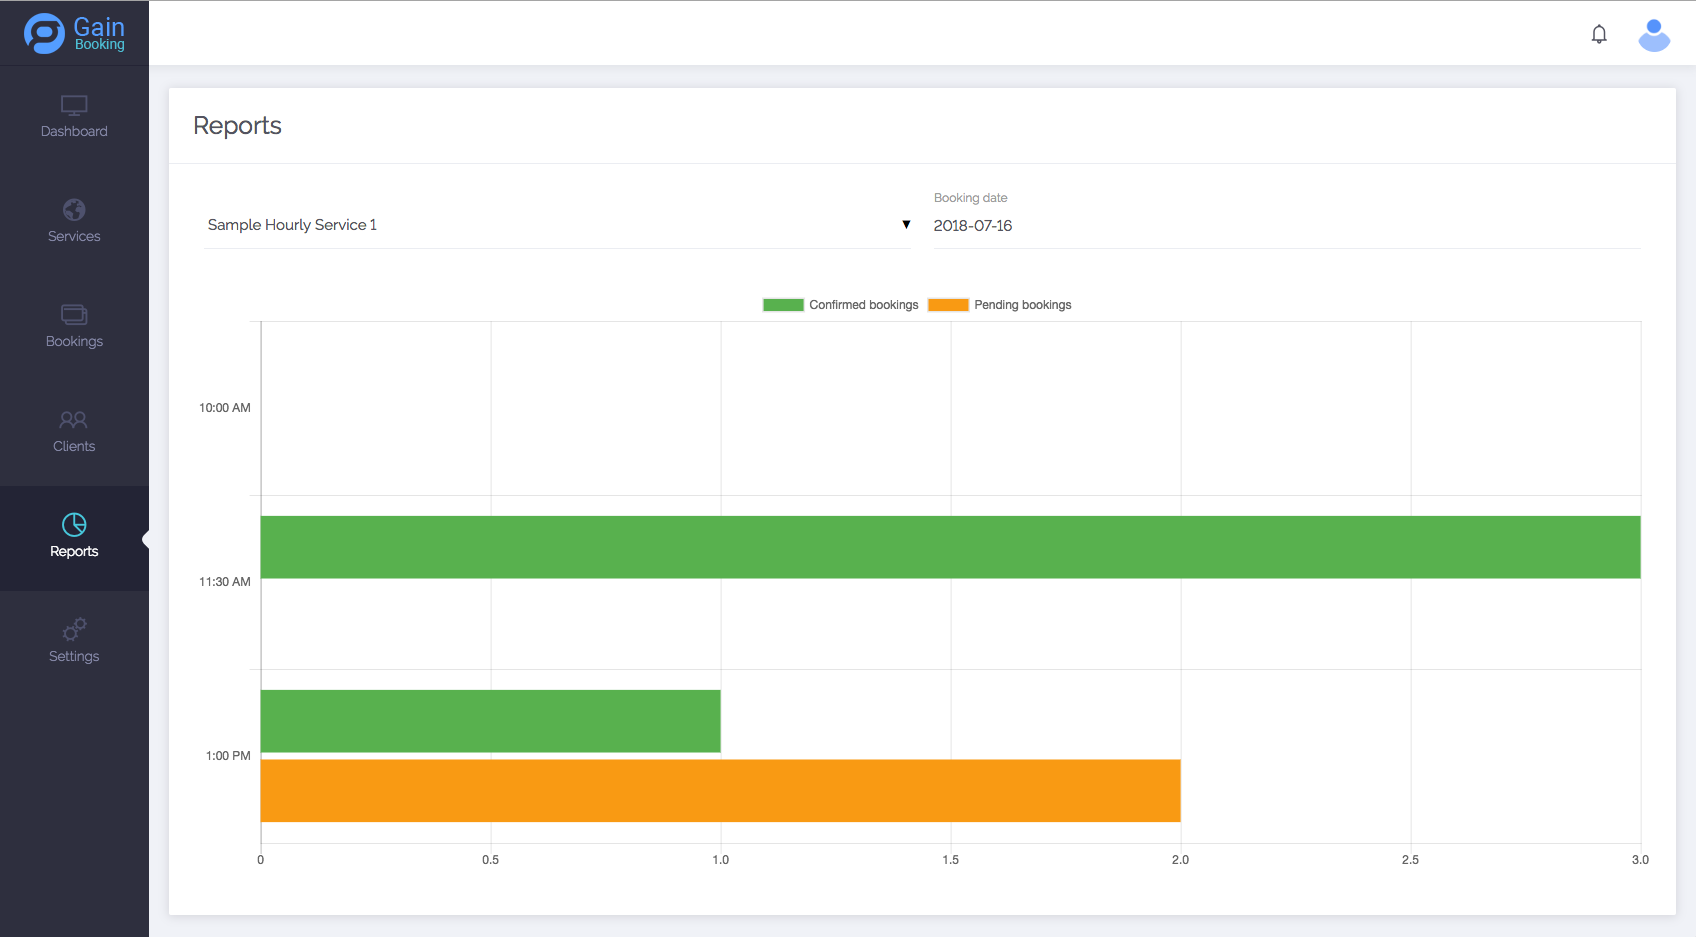 Gain
Booking
Dashboard
Services
Bookings
Clients
Reports
Settings
Reports
Sample Hourly Service 1
Booking date
2018-07-16
Confirmed bookings
Pending bookings
10:00 AM
11:30 AM
1:00 PM
0
0.5
1.0
1.5
2.0
2.5
3.0